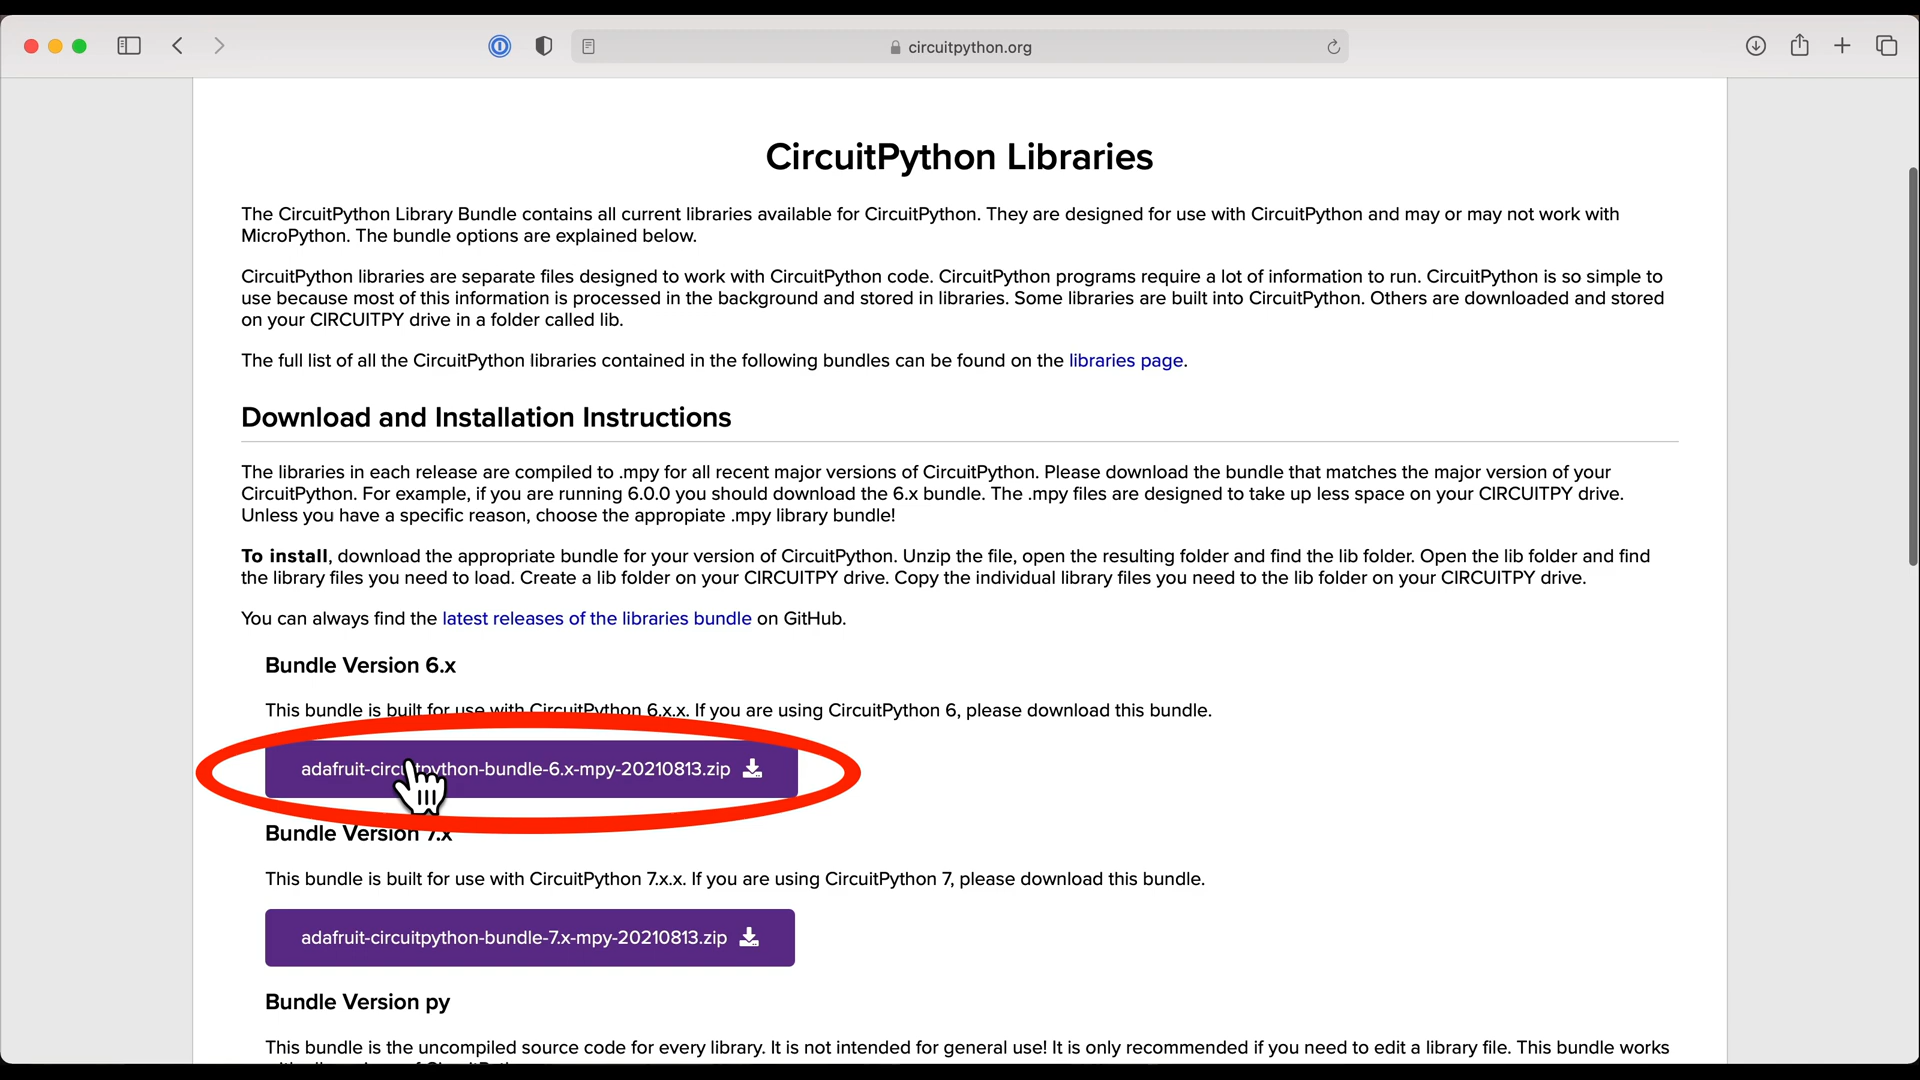 circuitpython.org
CircuitPython Libraries
The CircuitPython Library Bundle contains all current libraries available for CircuitPython. They are designed for use with CircuitPython and may or may not work with
MicroPython. The bundle options are explained below.
CircuitPython libraries are separate files designed to work with CircuitPython code. CircuitPython programs require a lot of information to run. CircuitPython is so simple to
use because most of this information is processed in the background and stored in libraries. Some libraries are built into CircuitPython. Others are downloaded and stored
on your CIRCUITPY drive in a folder called lib.
The full list of all the CircuitPython libraries contained in the following bundles can be found on the libraries page.
Download and Installation Instructions
The libraries in each release are compiled to .mpy for all recent major versions of CircuitPython. Please download the bundle that matches the major version of your
CircuitPython. For example, if you are running 6.0.0 you should download the 6.x bundle. The .mpy files are designed to take up less space on your CIRCUITPY drive.
Unless you have a specific reason, choose the appropiate .mpy library bundle!
To install, download the appropriate bundle for your version of CircuitPython. Unzip the file, open the resulting folder and find the lib folder. Open the lib folder and find
the library files you need to load. Create a lib folder on your CIRCUITPY drive. Copy the individual library files you need to the lib folder on your CIRCUITPY drive.
You can always find the latest releases of the libraries bundle on GitHub.
Bundle Version 6.x
This bundle is built for use with CircuitPython 6.x.x. If you are using CircuitPython 6, please download this bundle.
adafruit-circuitpython-bundle-6.x-mpy-20210813.zip
Bundle Version 7.x
This bundle is built for use with CircuitPython 7.x.x. If you are using CircuitPython 7, please download this bundle.
adafruit-circuitpython-bundle-7.x-mpy-20210813.zip
Bundle Version py
This bundle is the uncompiled source code for every library. It is not intended for general use! It is only recommended if you need to edit a library file. This bundle works